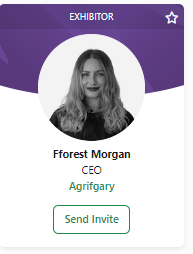 EXHIBITOR
Fforest Morgan
CEO
Agrifgary
Send Invite